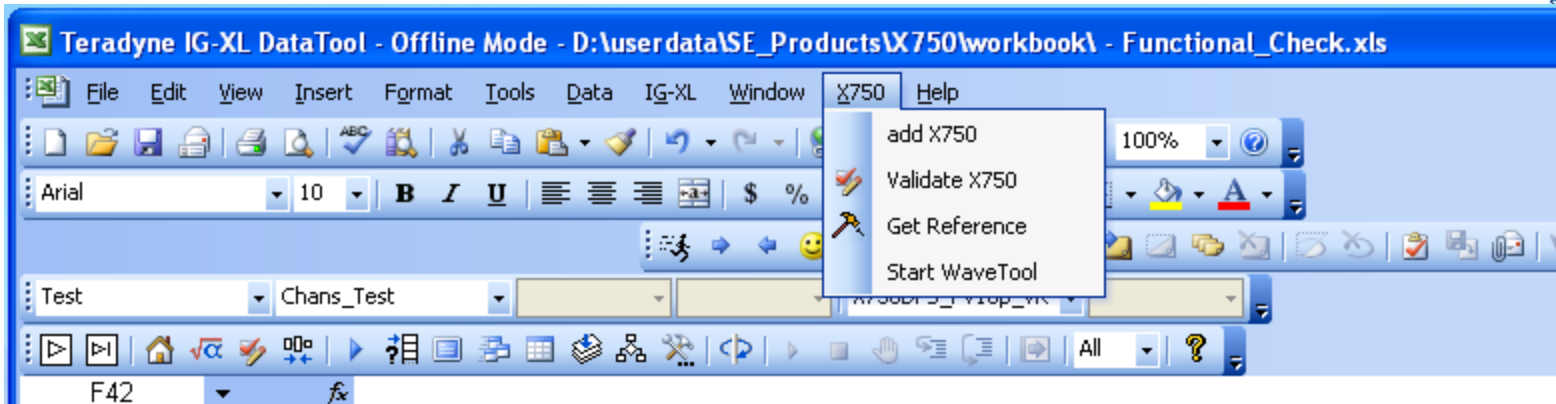 Teradyne IG-XL DataTool - Offline Mode - D:\userdata\SE_Products\X750\workbook\ - Functional_Check.xls
File Edit View Insert Format Tools Data IG-XL Window X750 Help
add X750
Validate X750
Get Reference
Start WaveTool
ABC 100%
Arial 10 B I U a $ % A
Test Chans_Test
√α All ?
F42 fx